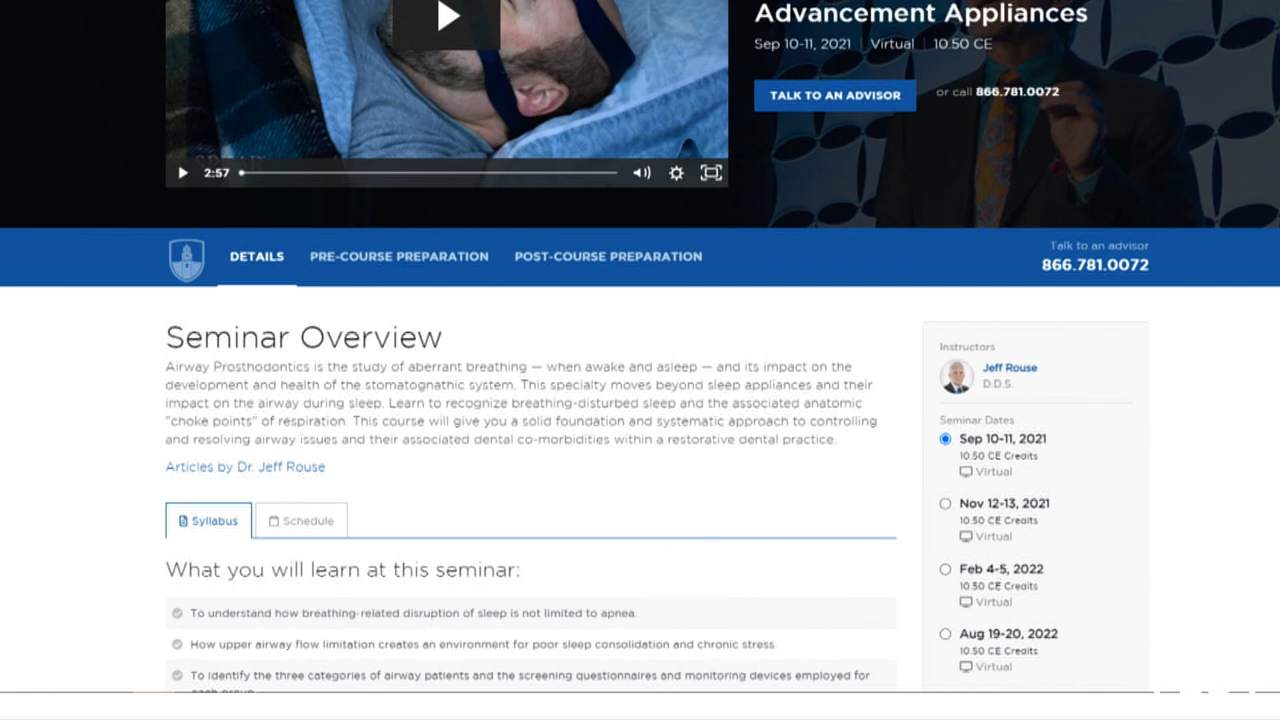 Advancement Appliances
Sep 10-11, 2021 | Virtual | 10.50 CE
TALK TO AN ADVISOR
or call 866.781.0072
2:57
DETAILS
PRE-COURSE PREPARATION
POST-COURSE PREPARATION
Talk to an advisor
866.781.0072
Seminar Overview
Airway Prosthodontics is the study of aberrant breathing — when awake and asleep — and its impact on the
development and health of the stomatognathic system. This specialty moves beyond sleep appliances and their
impact on the airway during sleep. Learn to recognize breathing-disturbed sleep and the associated anatomic
"choke points" of respiration. This course will give you a solid foundation and systematic approach to controlling
and resolving airway issues and their associated dental co-morbidities within a restorative dental practice.
Articles by Dr. Jeff Rouse
Syllabus
Schedule
What you will learn at this seminar:
To understand how breathing-related disruption of sleep is not limited to apnea.
How upper airway flow limitation creates an environment for poor sleep consolidation and chronic stress.
To identify the three categories of airway patients and the screening questionnaires and monitoring devices employed for
each group.
Instructors
Jeff Rouse
D.D.S.
Seminar Dates
Sep 10-11, 2021
10.50 CE Credits
Virtual
Nov 12-13, 2021
10.50 CE Credits
Virtual
Feb 4-5, 2022
10.50 CE Credits
Virtual
Aug 19-20, 2022
10.50 CE Credits
Virtual